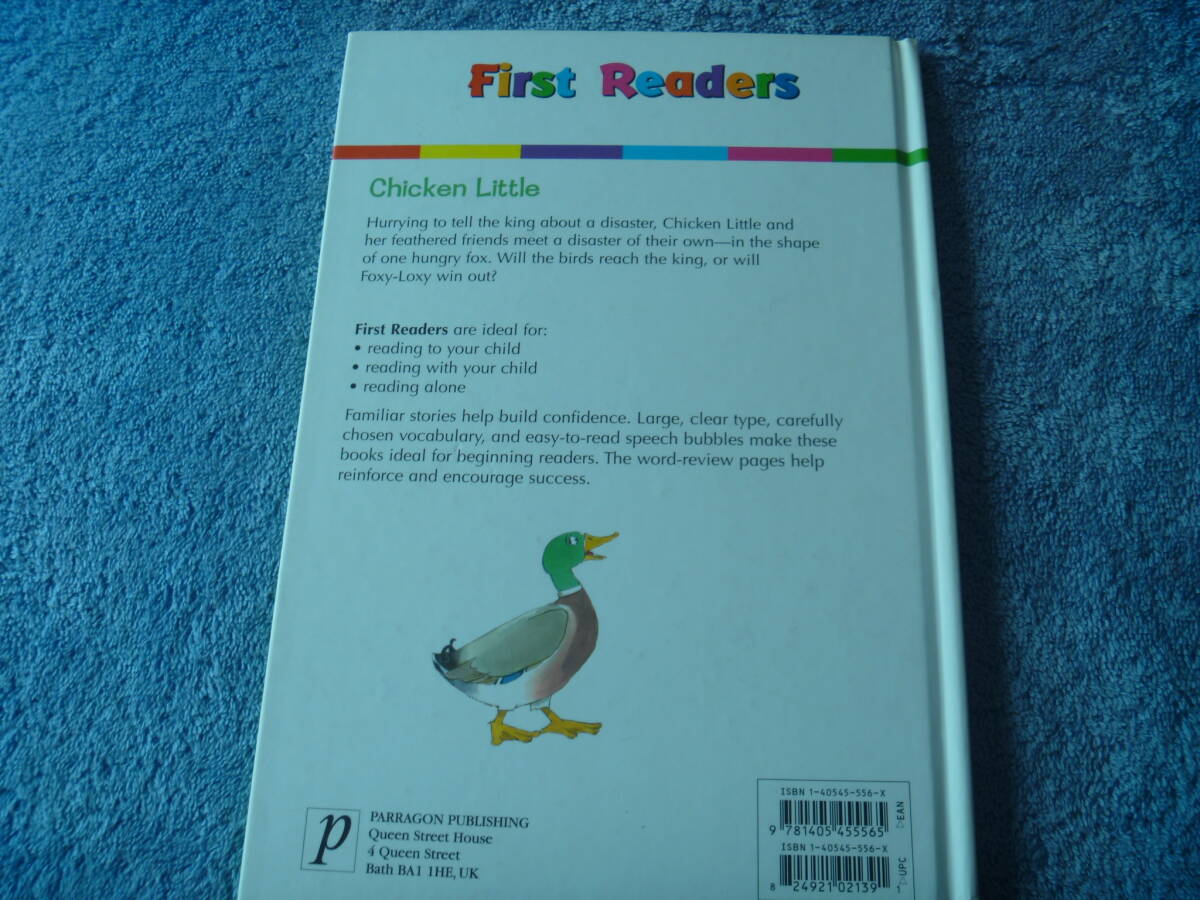 First Readers
Chicken Little
Hurrying to tell the king about a disaster, Chicken Little and
her feathered friends meet a disaster of their own—in the shape
of one hungry fox. Will the birds reach the king, or will
Foxy-Loxy win out?
First Readers are ideal for:
• reading to your child
• reading with your child
• reading alone
Familiar stories help build confidence. Large, clear type, carefully
chosen vocabulary, and easy-to-read speech bubbles make these
books ideal for beginning readers. The word-review pages help
reinforce and encourage success.
p
PARRAGON PUBLISHING
Queen Street House
4 Queen Street
Bath BA1 1HE, UK
ISBN 1-40545-556-X
9 781405 455565
EAN
ISBN 1-40545-556-X
8 24921 02139 1
UPC